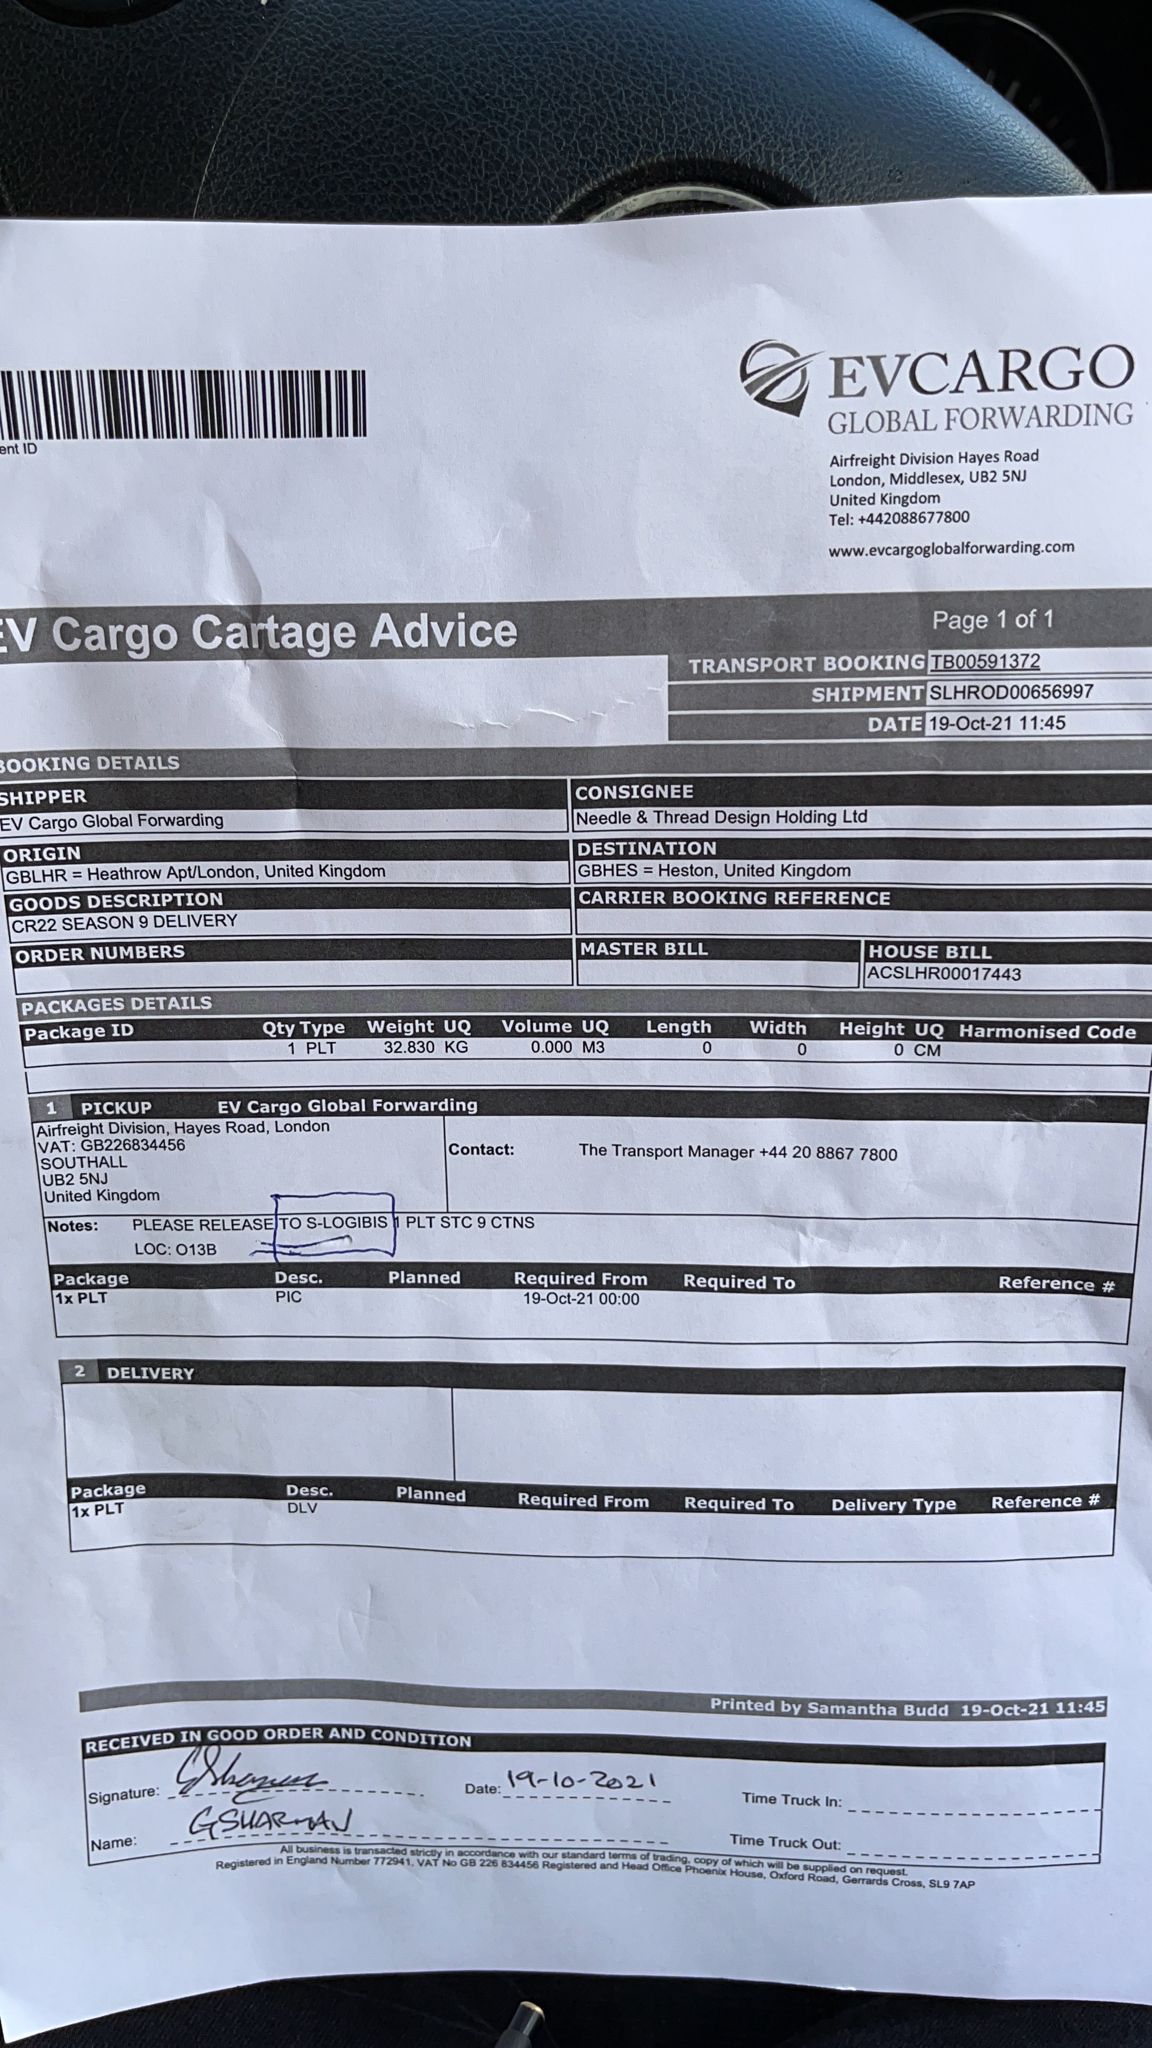 EVCARGO
GLOBAL FORWARDING
Airfreight Division Hayes Road
London, Middlesex, UB2 5NJ
United Kingdom
Tel: +442088677800
www.evcargoglobalforwarding.com
ent ID
EV Cargo Cartage Advice
Page 1 of 1
TRANSPORT BOOKING TB00591372
SHIPMENT SLHROD00656997
DATE 19-Oct-21 11:45
BOOKING DETAILS
SHIPPER CONSIGNEE
EV Cargo Global Forwarding Needle & Thread Design Holding Ltd
ORIGIN DESTINATION
GBLHR = Heathrow Apt/London, United Kingdom GBHES = Heston, United Kingdom
GOODS DESCRIPTION CARRIER BOOKING REFERENCE
CR22 SEASON 9 DELIVERY
ORDER NUMBERS MASTER BILL HOUSE BILL
ACSLHR00017443
PACKAGES DETAILS
Package ID Qty Type Weight UQ Volume UQ Length Width Height UQ Harmonised Code
1 PLT 32.830 KG 0.000 M3 0 0 0 CM
1 PICKUP EV Cargo Global Forwarding
Airfreight Division, Hayes Road, London
VAT: GB226834456
SOUTHALL
UB2 5NJ
United Kingdom
Contact: The Transport Manager +44 20 8867 7800
Notes: PLEASE RELEASE TO S-LOGIBIS 1 PLT STC 9 CTNS
LOC: O13B
Package Desc. Planned Required From Required To Reference #
1x PLT PIC 19-Oct-21 00:00
2 DELIVERY
Package Desc. Planned Required From Required To Delivery Type Reference #
1x PLT DLV
Printed by Samantha Budd 19-Oct-21 11:45
RECEIVED IN GOOD ORDER AND CONDITION
Signature: Date: 19-10-2021 Time Truck In:
Name: G SHARMAN Time Truck Out:
All business is transacted strictly in accordance with our standard terms of trading, copy of which will be supplied on request.
Registered in England Number 772941, VAT No GB 226 834456 Registered and Head Office Phoenix House, Oxford Road, Gerrards Cross, SL9 7AP